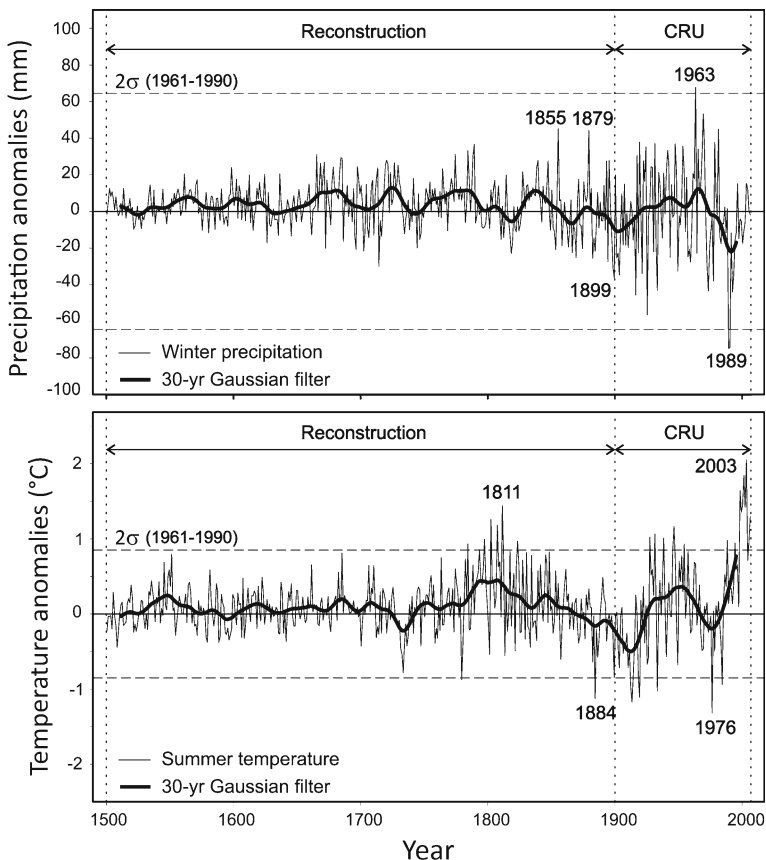 Reconstruction CRU
100
80
60
40
20
0
-20
-40
-60
-80
-100
Precipitation anomalies (mm)
2σ (1961-1990)
1963
1855 1879
1899
1989
Winter precipitation
30-yr Gaussian filter
Reconstruction CRU
2
1
0
-1
-2
Temperature anomalies (°C)
2003
1811
2σ (1961-1990)
1884
1976
Summer temperature
30-yr Gaussian filter
1500 1600 1700 1800 1900 2000
Year